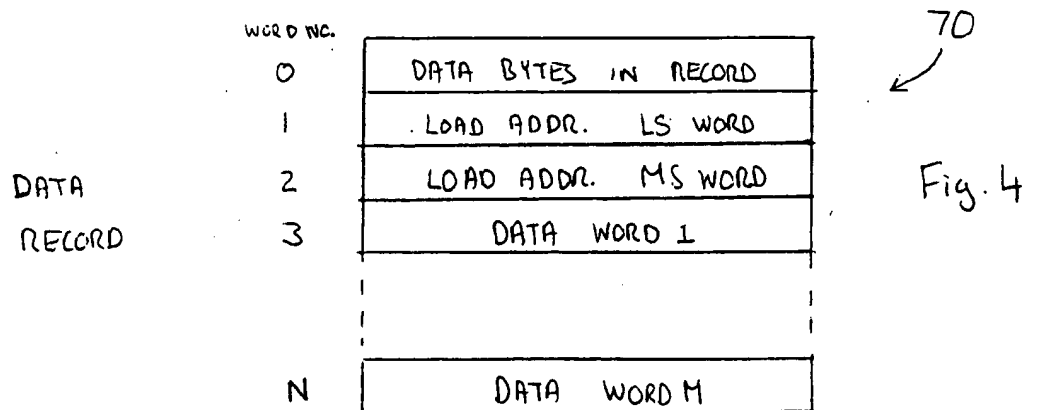 WORD NO.
70
0 DATA BYTES IN RECORD
1 LOAD ADDR. LS WORD
DATA 2 LOAD ADDR. MS WORD
Fig. 4
RECORD 3 DATA WORD 1
N DATA WORD M